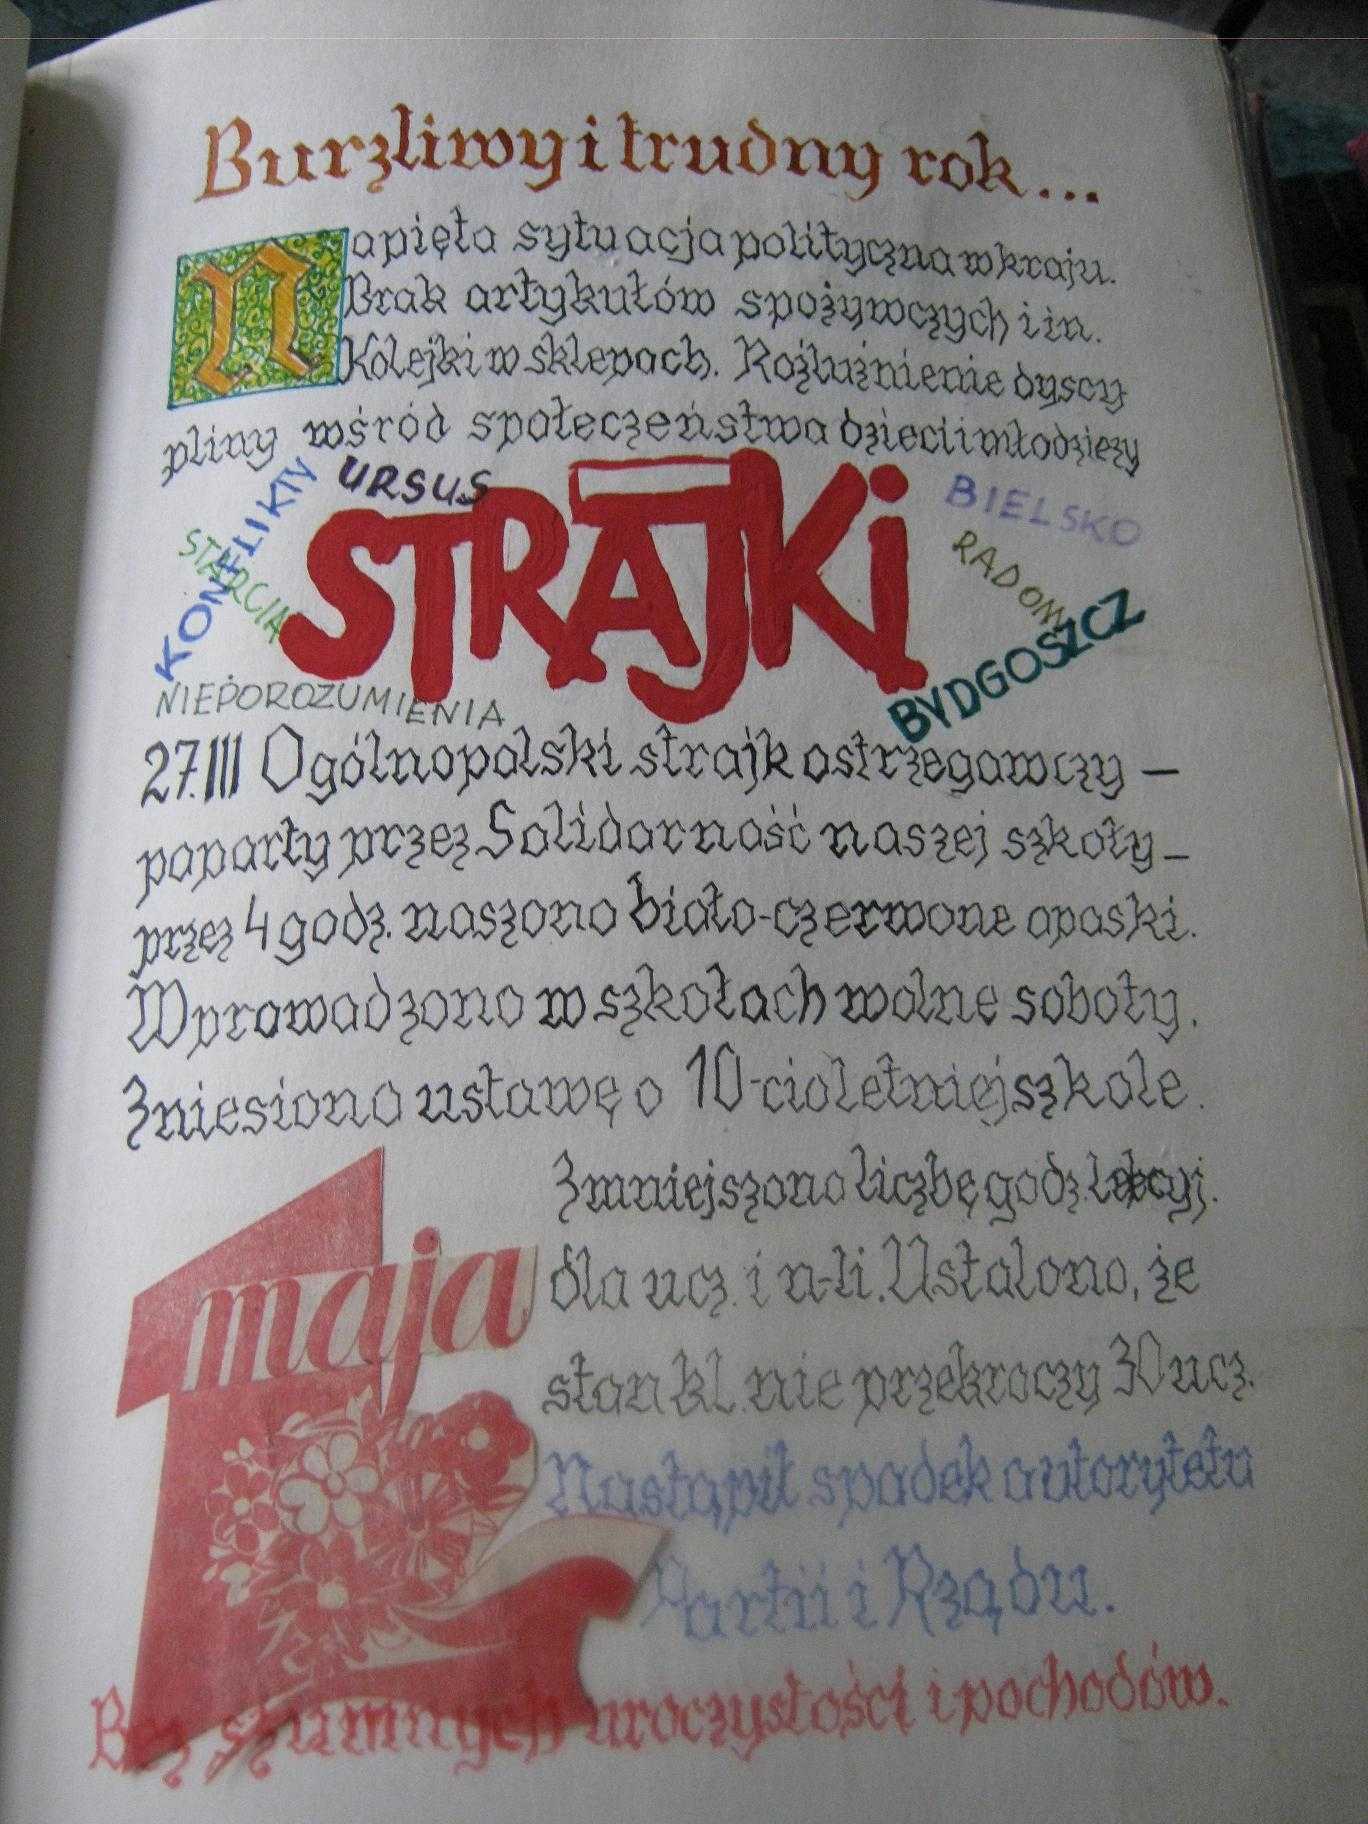 Burzliwy i trudny rok...
Napięta sytuacja polityczna w kraju.
Brak artykułów spożywczych i in.
Kolejki w sklepach. Rozluźnienie dyscy
pliny wśród społeczeństwa dzieci i młodzieży
KONFLIKTY
URSUS
STARCIA
STRAJKi
BIELSKO
RADOM
BYDGOSZCZ
NIEPOROZUMIENIA
27.III Ogólnopolski strajk ostrzegawczy –
poparty przez Solidarność naszej szkoły –
przez 4 godz. noszono biało-czerwone opaski.
Wprowadzono w szkołach wolne soboty.
Zniesiono ustawę o 10-cioletniej szkole.
Zmniejszono liczbę godz lekcyj.
dla ucz. i n-li. Ustalono, że
stan kl. nie przekroczy 30 ucz.
1 maja
Nastąpił spadek autorytetu
Partii i Rządu.
Bez szumnych uroczystości i pochodów.